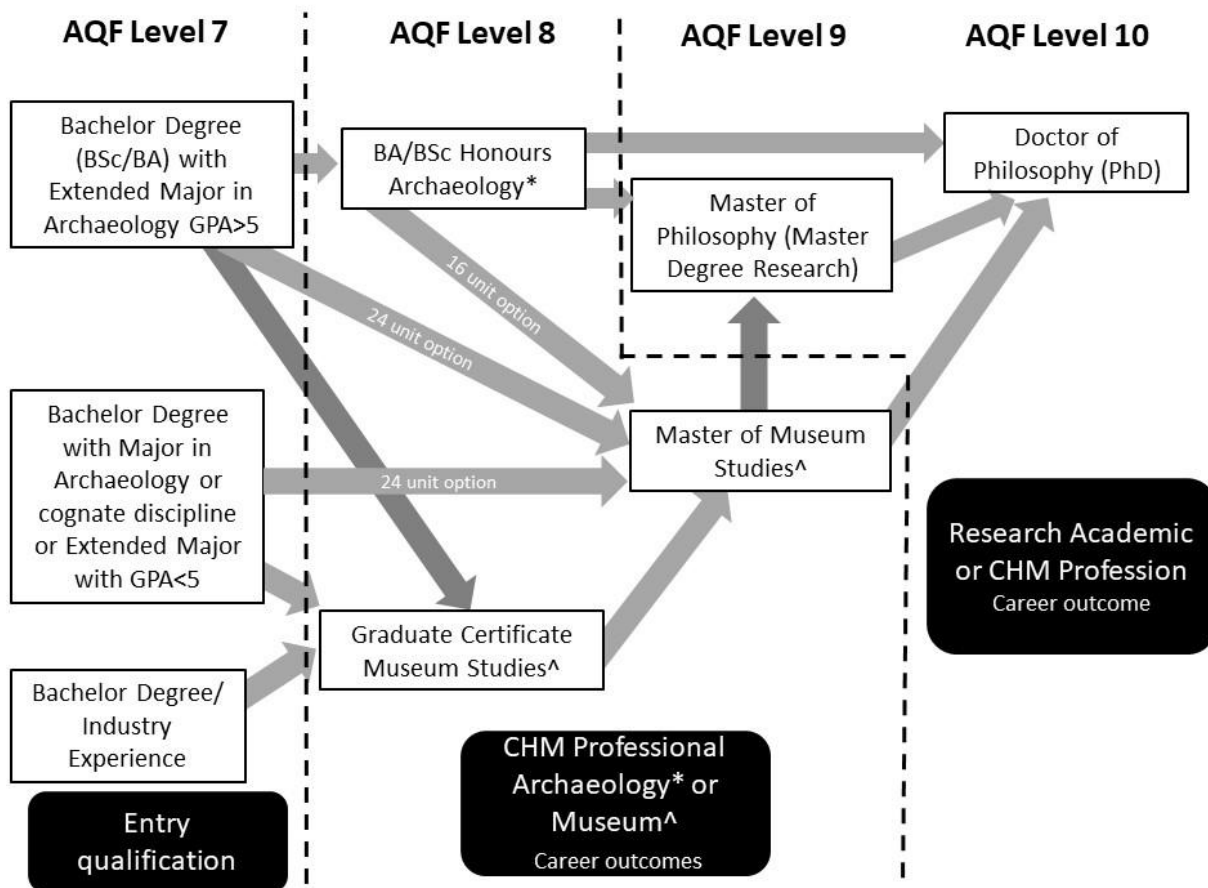 AQF Level 7
AQF Level 8
AQF Level 9
AQF Level 10
Bachelor Degree
(BSc/BA) with
Extended Major in
Archaeology GPA>5
BA/BSc Honours
Archaeology*
Master of
Philosophy (Master
Degree Research)
Doctor of
Philosophy (PhD)
16 unit option
24 unit option
Bachelor Degree
with Major in
Archaeology or
cognate discipline
or Extended Major
with GPA<5
24 unit option
Master of Museum
Studies^
Graduate Certificate
Museum Studies^
Bachelor Degree/
Industry
Experience
Research Academic
or CHM Profession
Career outcome
CHM Professional
Archaeology* or
Museum^
Career outcomes
Entry
qualification